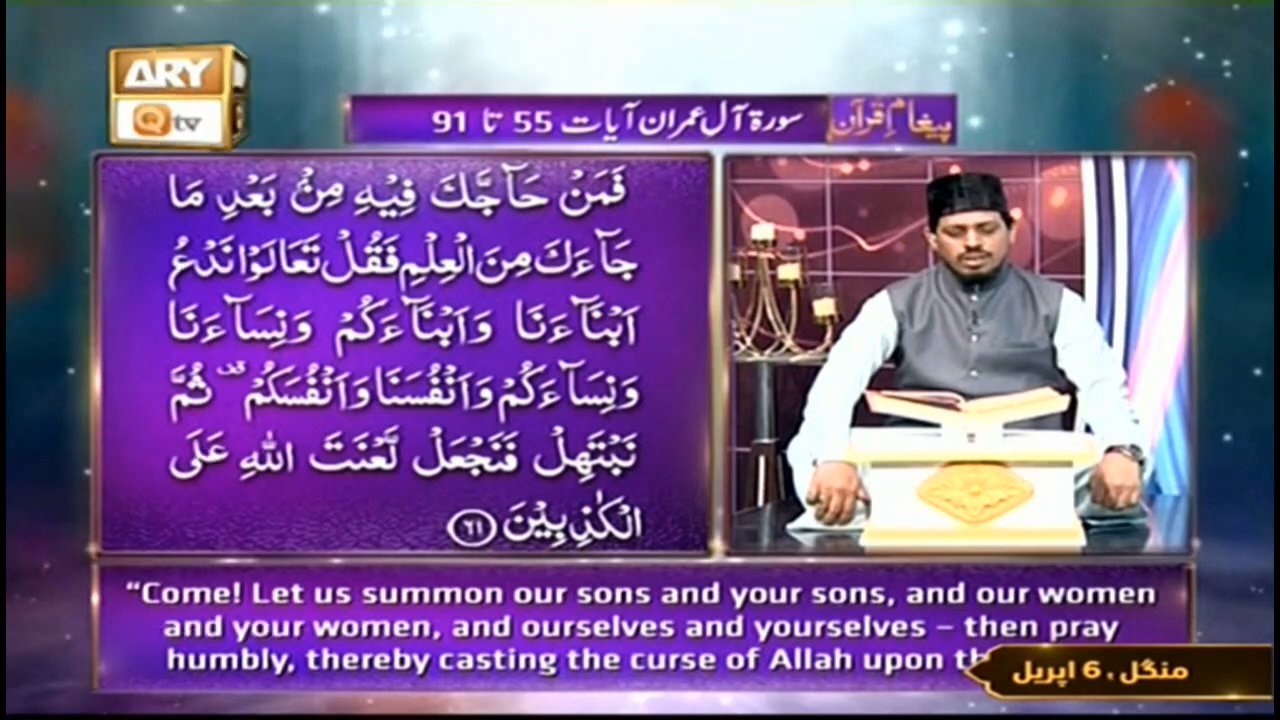 ARY
Qtv
پیغام قرآن
سورۃ آل عمران آیات 55 تا 91
فَمَنْ حَآجَّكَ فِيْهِ مِنْۢ بَعْدِ مَا
جَآءَكَ مِنَ الْعِلْمِ فَقُلْ تَعَالَوْا نَدْعُ
اَبْنَآءَنَا وَاَبْنَآءَكُمْ وَنِسَآءَنَا
وَنِسَآءَكُمْ وَاَنْفُسَنَا وَاَنْفُسَكُمْ ۫ ثُمَّ
نَبْتَهِلْ فَنَجْعَلْ لَّعْنَتَ اللّٰهِ عَلَى
الْكٰذِبِيْنَ ۝٦١
“Come! Let us summon our sons and your sons, and our women
and your women, and ourselves and yourselves – then pray
humbly, thereby casting the curse of Allah upon
منگل ، 6 اپریل